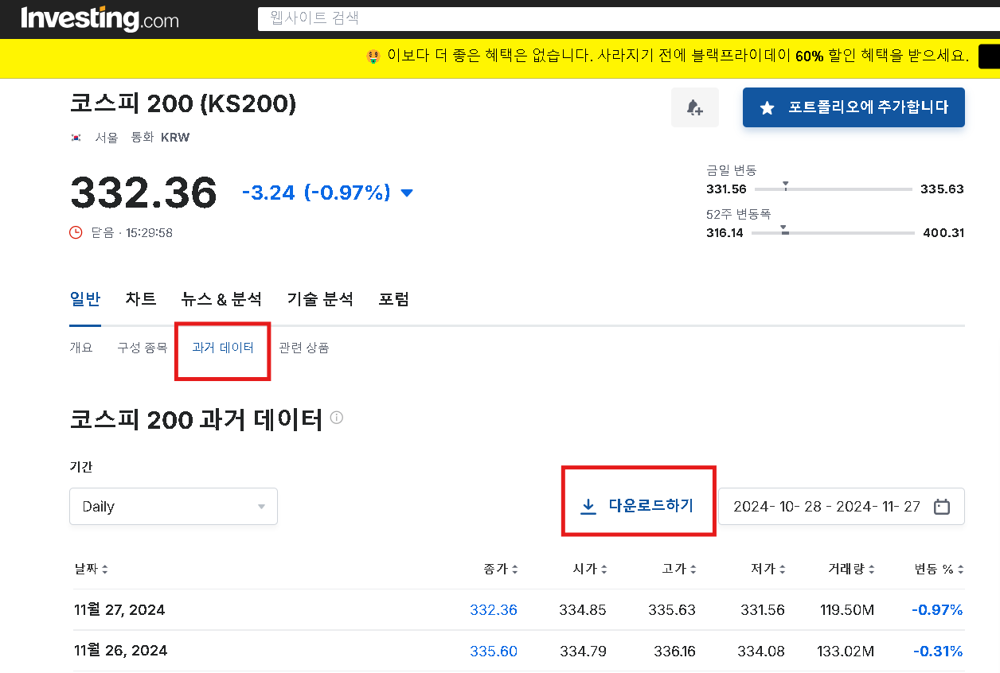 Investing.com 웹사이트 검색
이보다 더 좋은 혜택은 없습니다. 사라지기 전에 블랙프라이데이 60% 할인 혜택을 받으세요.
코스피 200 (KS200)
포트폴리오에 추가합니다
서울 통화 KRW
332.36 -3.24 (-0.97%)
닫음 · 15:29:58
금일 변동
331.56 335.63
52주 변동폭
316.14 400.31
일반 차트 뉴스 & 분석 기술 분석 포럼
개요 구성 종목 과거 데이터 관련 상품
코스피 200 과거 데이터
기간
Daily 다운로드하기 2024- 10- 28 - 2024- 11- 27
날짜 종가 시가 고가 저가 거래량 변동 %
11월 27, 2024 332.36 334.85 335.63 331.56 119.50M -0.97%
11월 26, 2024 335.60 334.79 336.16 334.08 133.02M -0.31%